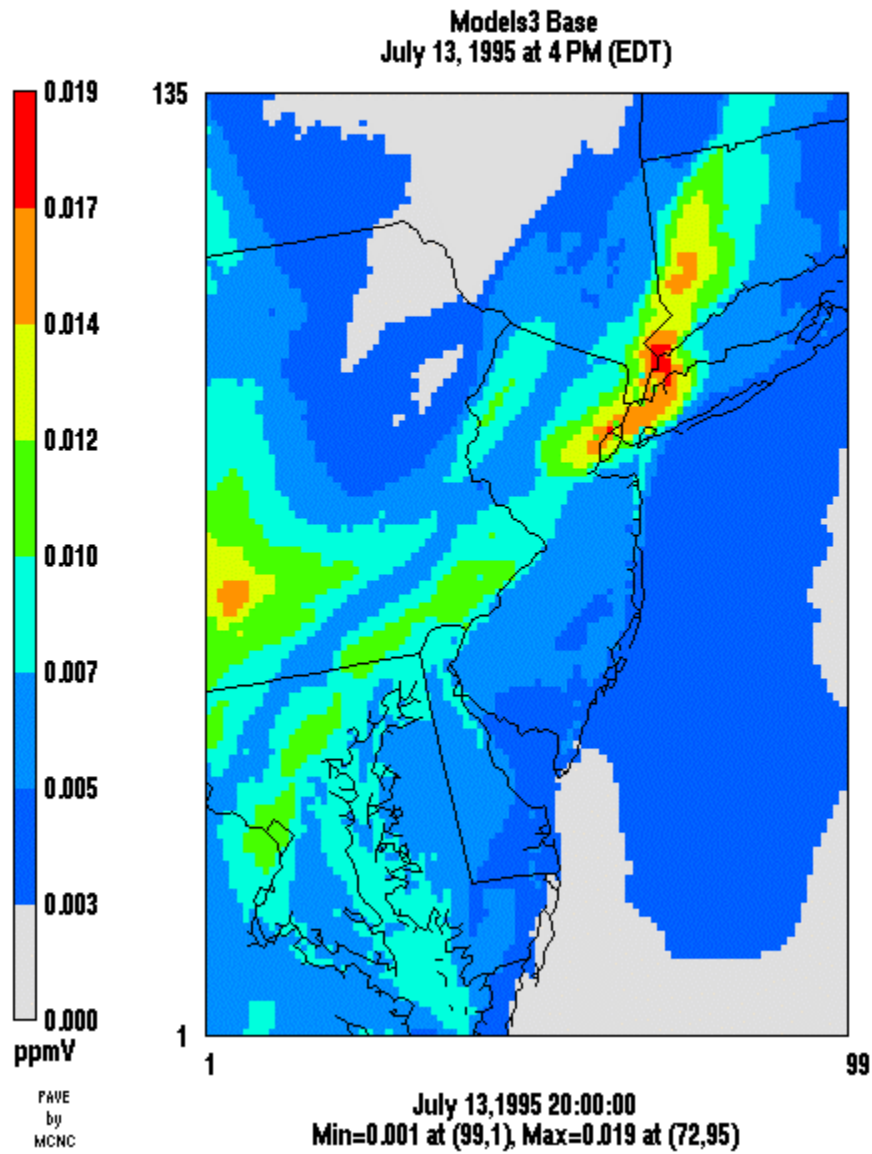 Models3 Base
July 13, 1995 at 4 PM (EDT)
135
0.019
0.017
0.014
0.012
0.010
0.007
0.005
0.003
0.000
ppmV
1
1
99
PAVE
by
MCNC
July 13,1995 20:00:00
Min=0.001 at (99,1), Max=0.019 at (72,95)